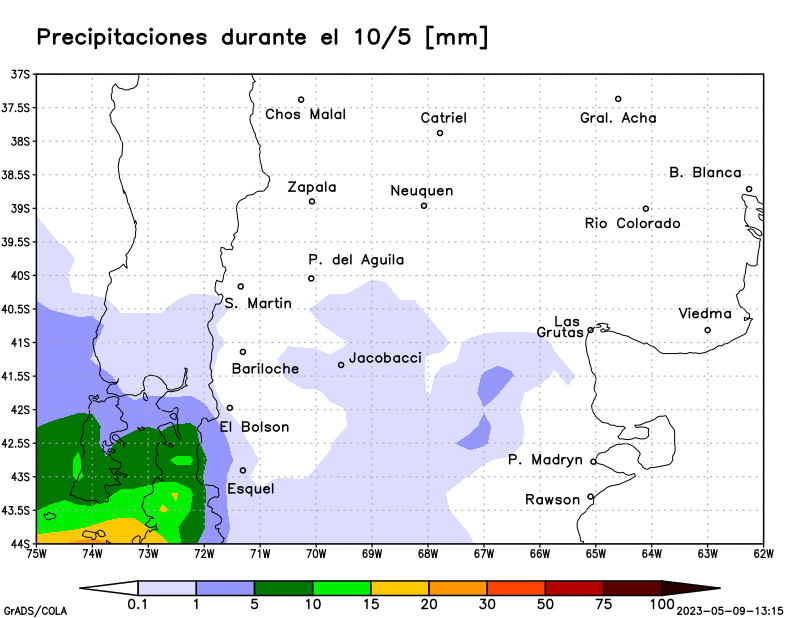 Precipitaciones durante el 10/5 [mm]
37S
37.5S
38S
38.5S
39S
39.5S
40S
40.5S
41S
41.5S
42S
42.5S
43S
43.5S
44S
Chos Malal
Catriel
Gral. Acha
B. Blanca
Zapala
Neuquen
Rio Colorado
P. del Aguila
S. Martin
Las
Grutas
Viedma
Bariloche
Jacobacci
El Bolson
P. Madryn
Esquel
Rawson
75W 74W 73W 72W 71W 70W 69W 68W 67W 66W 65W 64W 63W 62W
0.1 1 5 10 15 20 30 50 75 100
GrADS/COLA
2023-05-09-13:15